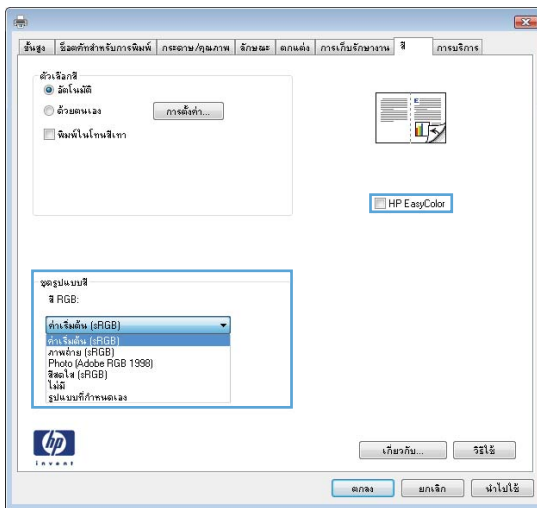 ขั้นสูง ช็อตคัทสำหรับการพิมพ์ กระดาษ/คุณภาพ ลักษณะ ตกแต่ง การเก็บรักษางาน สี การบริการ
ตัวเลือกสี
อัตโนมัติ
ด้วยตนเอง การตั้งค่า...
พิมพ์ในโทนสีเทา
HP EasyColor
ชุดรูปแบบสี
สี RGB:
ค่าเริ่มต้น (sRGB)
ค่าเริ่มต้น (sRGB)
ภาพถ่าย (sRGB)
Photo (Adobe RGB 1998)
สีสดใส (sRGB)
ไม่มี
รูปแบบที่กำหนดเอง
hp
invent
เกี่ยวกับ... วิธีใช้
ตกลง ยกเลิก นำไปใช้